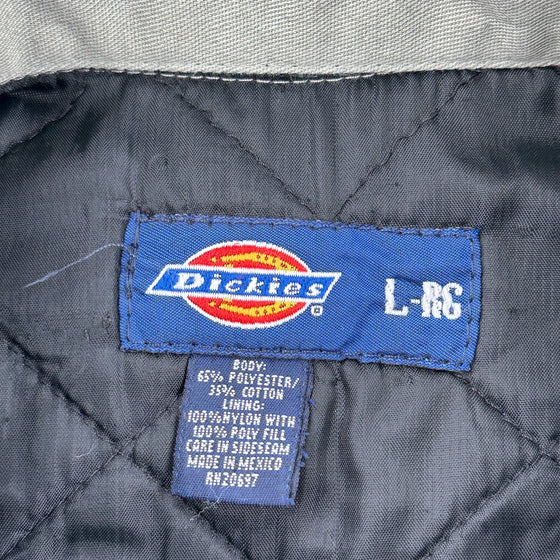 Dickies
®
L-RG
BODY:
65% POLYESTER/
35% COTTON
LINING:
100%NYLON WITH
100% POLY FILL
CARE IN SIDESEAM
MADE IN MEXICO
RN20697